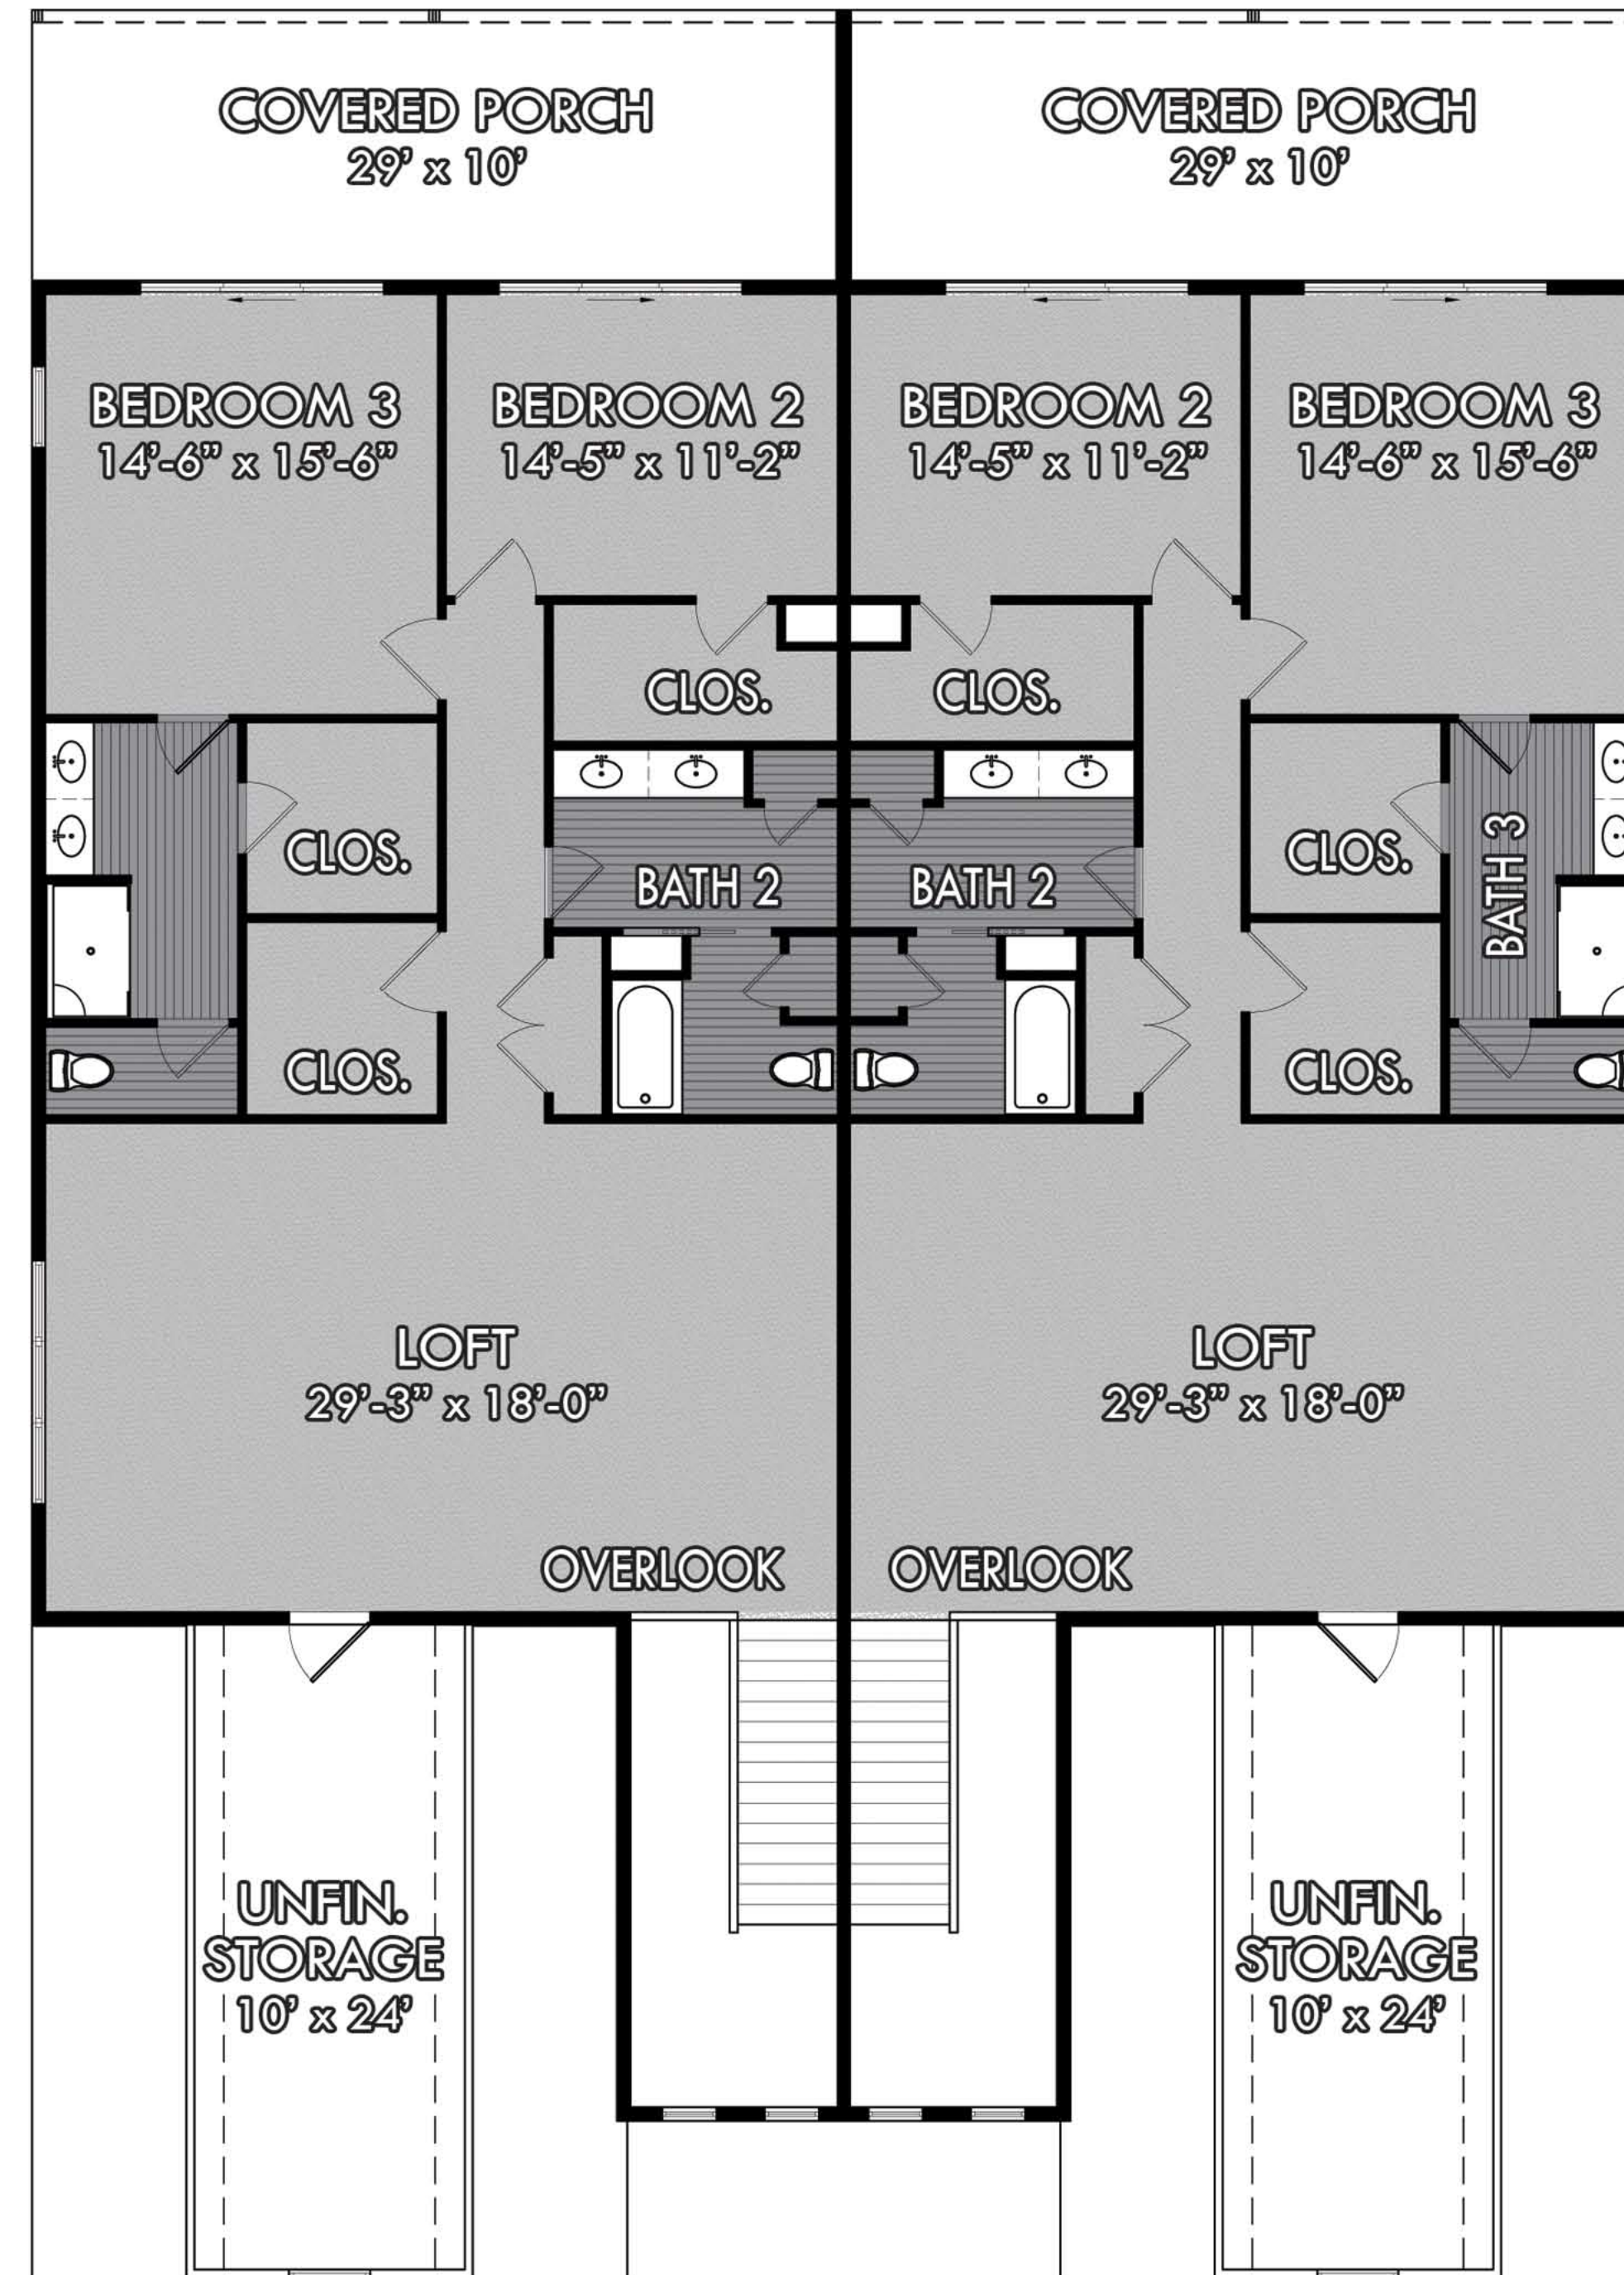 COVERED PORCH
29' x 10'
COVERED PORCH
29' x 10'
BEDROOM 3
14'-6" x 15'-6"
BEDROOM 2
14'-5" x 11'-2"
BEDROOM 2
14'-5" x 11'-2"
BEDROOM 3
14'-6" x 15'-6"
CLOS.
CLOS.
CLOS.
BATH 2
BATH 2
CLOS.
BATH 3
CLOS.
CLOS.
LOFT
29'-3" x 18'-0"
LOFT
29'-3" x 18'-0"
OVERLOOK
OVERLOOK
UNFIN.
STORAGE
10' x 24'
UNFIN.
STORAGE
10' x 24'